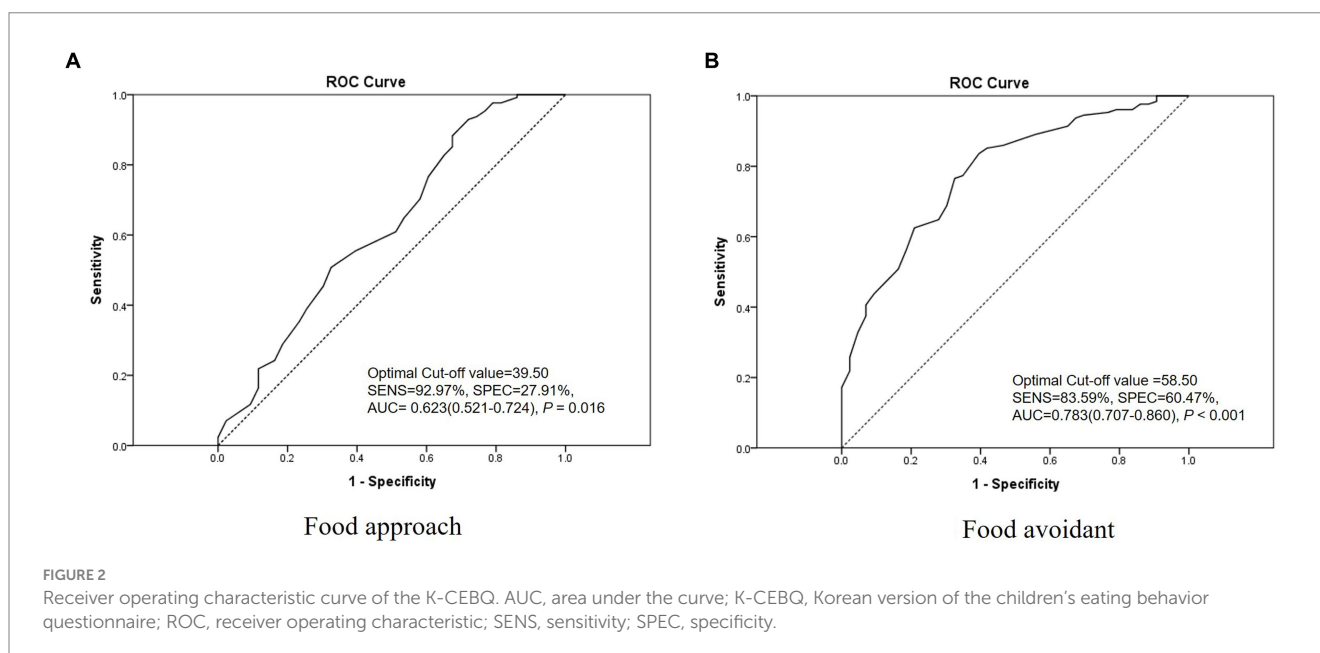 A
ROC Curve
1.0
0.8
0.6
0.4
0.2
0.0
Sensitivity
0.0
0.2
0.4
0.6
0.8
1.0
1 - Specificity
Optimal Cut-off value=39.50
SENS=92.97%, SPEC=27.91%,
AUC= 0.623(0.521-0.724), P = 0.016
Food approach
B
ROC Curve
1.0
0.8
0.6
0.4
0.2
0.0
Sensitivity
0.0
0.2
0.4
0.6
0.8
1.0
1 - Specificity
Optimal Cut-off value =58.50
SENS=83.59%, SPEC=60.47%,
AUC=0.783(0.707-0.860), P < 0.001
Food avoidant
FIGURE 2
Receiver operating characteristic curve of the K-CEBQ. AUC, area under the curve; K-CEBQ, Korean version of the children’s eating behavior
questionnaire; ROC, receiver operating characteristic; SENS, sensitivity; SPEC, specificity.